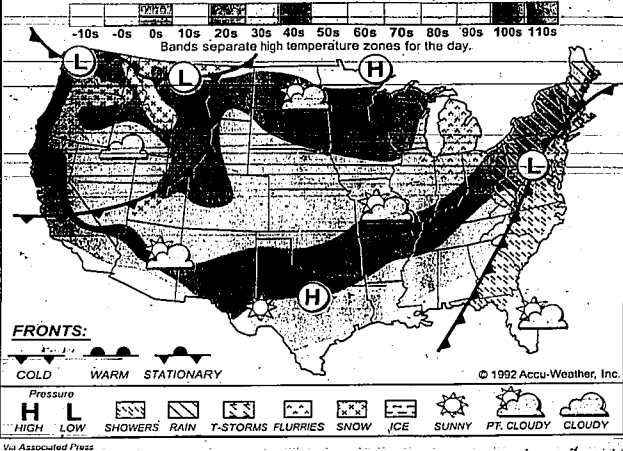 -10s -0s 0s 10s 20s 30s 40s 50s 60s 70s 80s 90s 100s 110s
Bands separate high temperature zones for the day.
L
L
H
L
H
FRONTS:
COLD WARM STATIONARY
© 1992 Accu-Weather, Inc.
Pressure
H L
HIGH LOW SHOWERS RAIN T-STORMS FLURRIES SNOW ICE SUNNY PT. CLOUDY CLOUDY
Via Associated Press